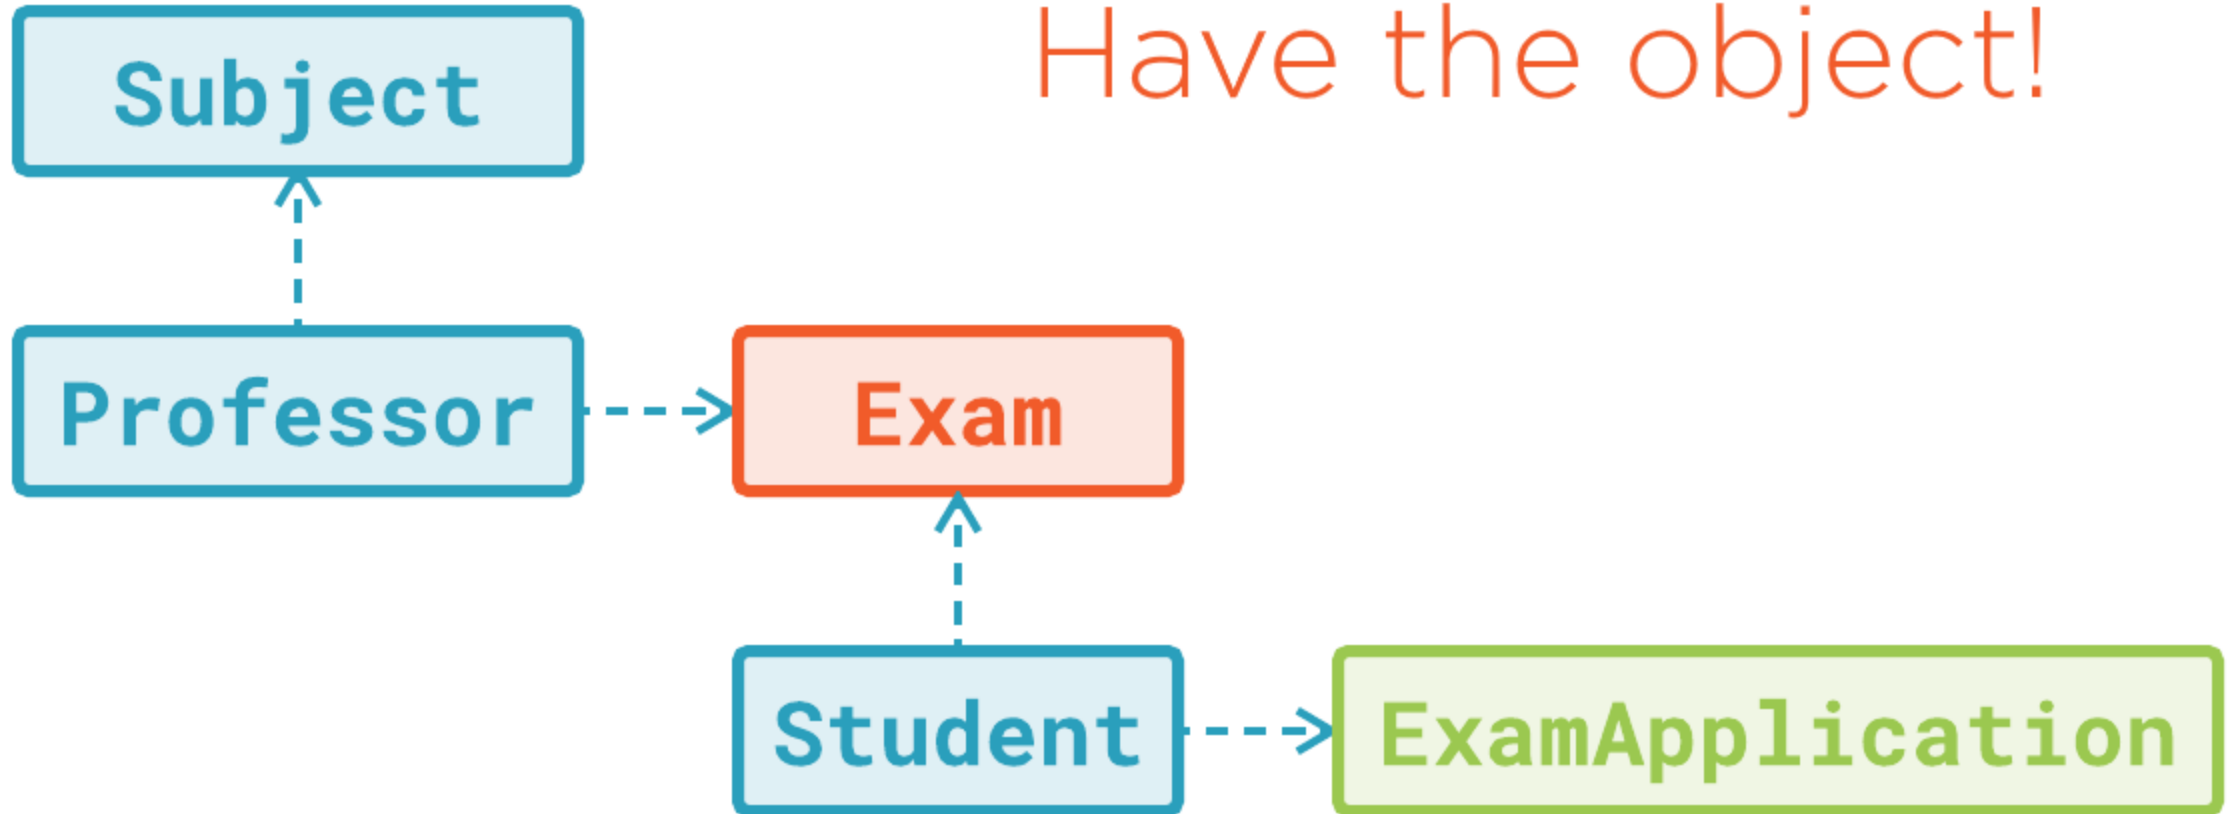 Subject
Have the object!
Professor
Exam
Student
ExamApplication